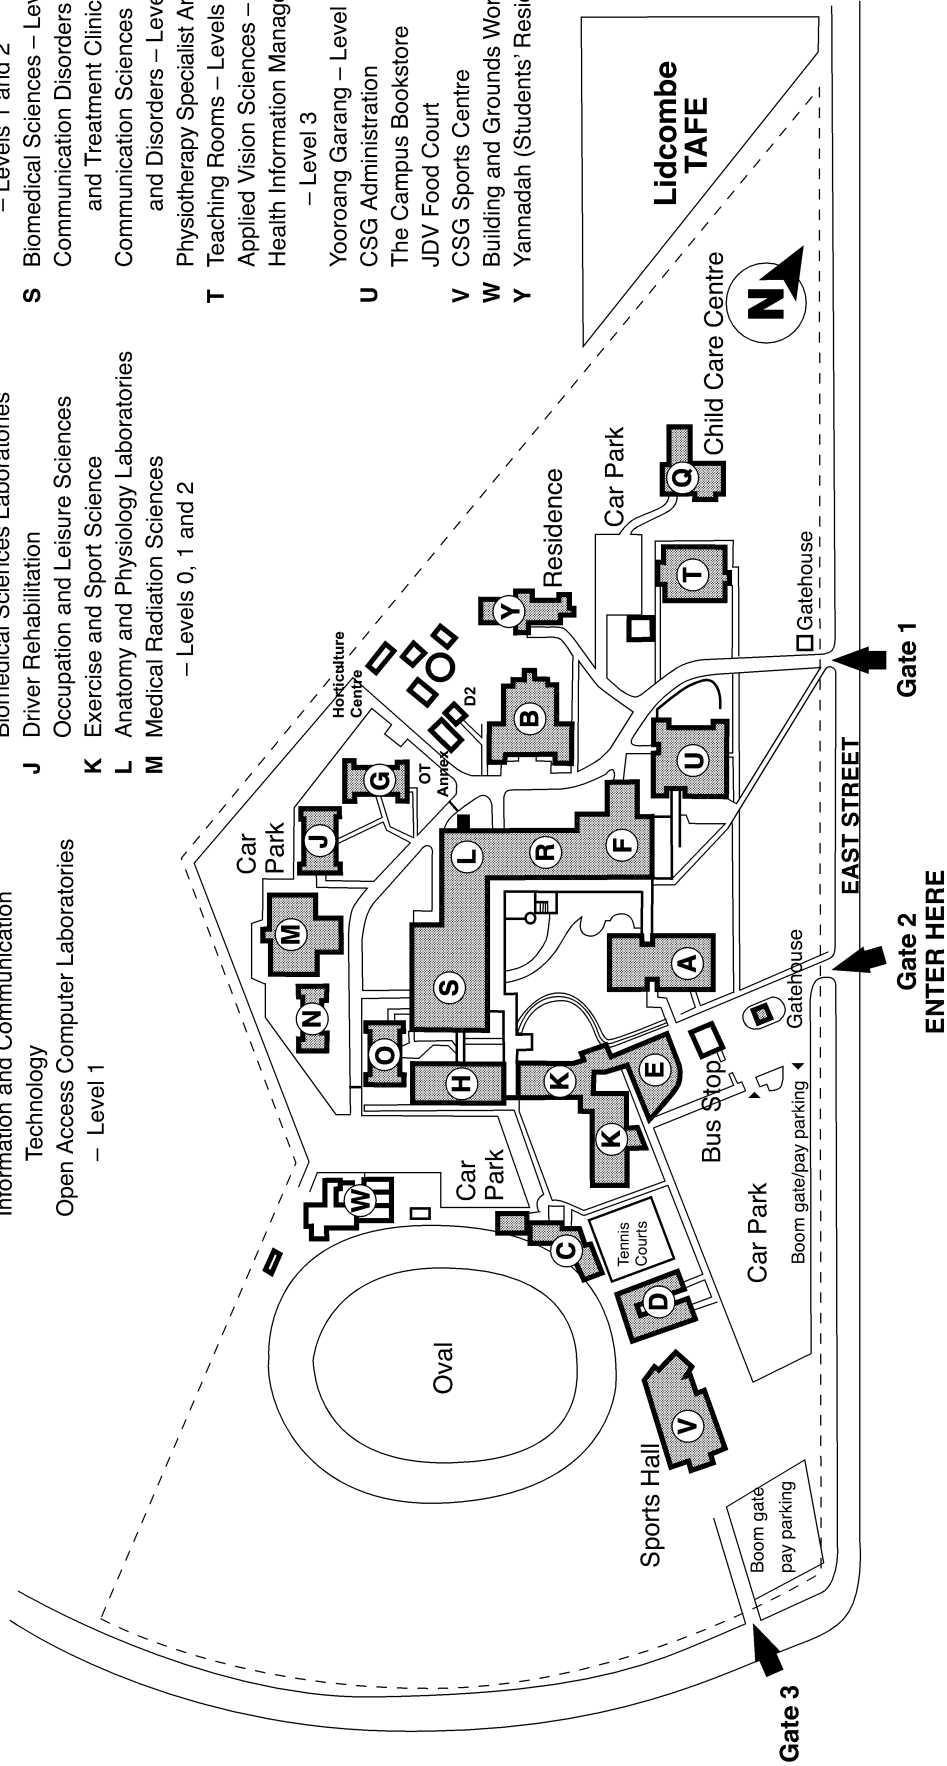 Information and Communication
Technology
Open Access Computer Laboratories
– Level 1
Biomedical Sciences Laboratories
J Driver Rehabilitation
Occupation and Leisure Sciences
K Exercise and Sport Science
L Anatomy and Physiology Laboratories
M Medical Radiation Sciences
– Levels 0, 1 and 2
– Levels 1 and 2
S Biomedical Sciences – Lev
Communication Disorders
and Treatment Clinic
Communication Sciences
and Disorders – Leve
Physiotherapy Specialist Ar
T Teaching Rooms – Levels
Applied Vision Sciences –
Health Information Manag
– Level 3
Yooroang Garang – Level
U CSG Administration
The Campus Bookstore
JDV Food Court
V CSG Sports Centre
W Building and Grounds Wor
Y Yannadah (Students' Resi
Lidcombe
TAFE
N
Child Care Centre
Car Park
Residence
Horticulture
Centre
D2
OT
Annex
Car
Park
Q
T
Y
B
U
G
J
L
R
F
M
N
S
O
H
A
K
K
E
W
C
D
V
Gatehouse
Gate 1
EAST STREET
Gatehouse
Gate 2
ENTER HERE
Bus Stop
Car
Park
Tennis
Courts
Car Park
Boom gate/pay parking
Oval
Sports Hall
Boom gate
pay parking
Gate 3